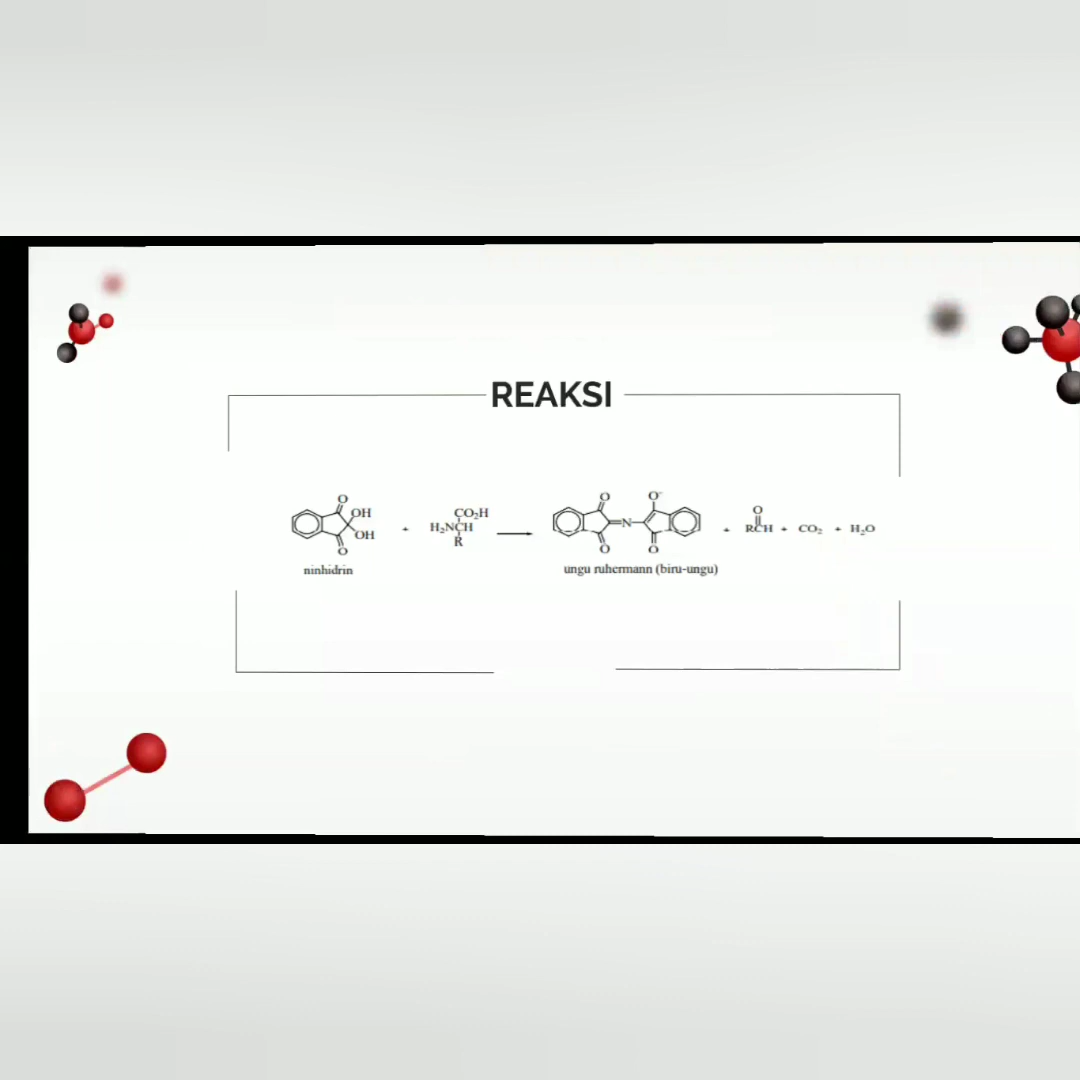 REAKSI
O
OH
OH
O
+
CO₂H
H₂NCH
R
O
N
O
O⁻
O
+
O
RCH + CO₂ + H₂O
ninhidrin
ungu ruhermann (biru-ungu)